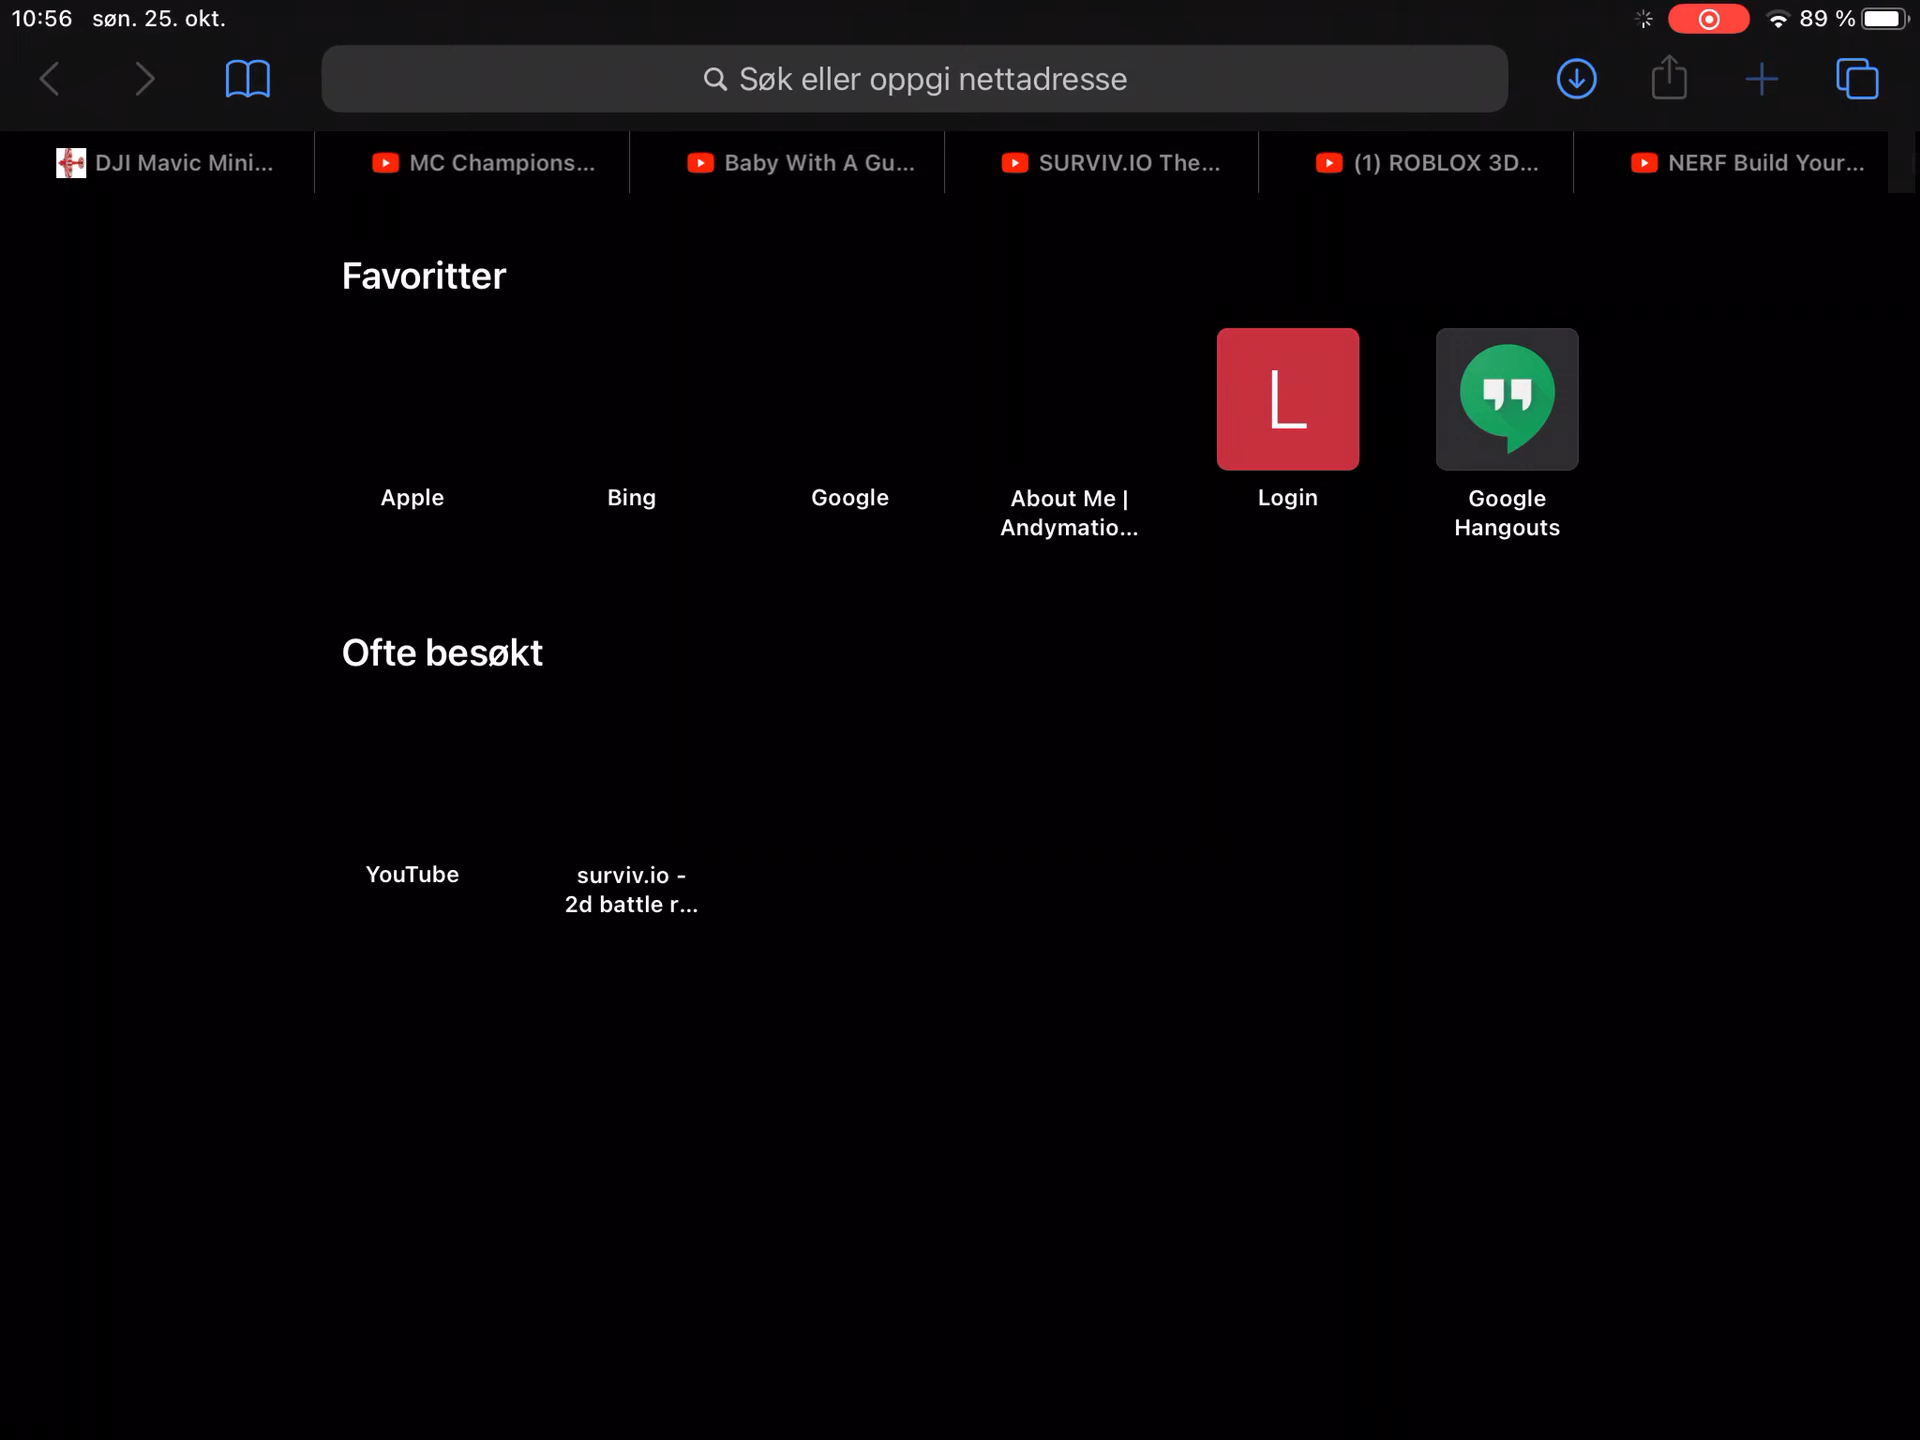 10:56 søn. 25. okt. 89 %
Søk eller oppgi nettadresse
DJI Mavic Mini... MC Champions... Baby With A Gu... SURVIV.IO The... (1) ROBLOX 3D... NERF Build Your...
Favoritter
L
Apple Bing Google About Me | Login Google
Andymatio... Hangouts
Ofte besøkt
YouTube surviv.io -
2d battle r...